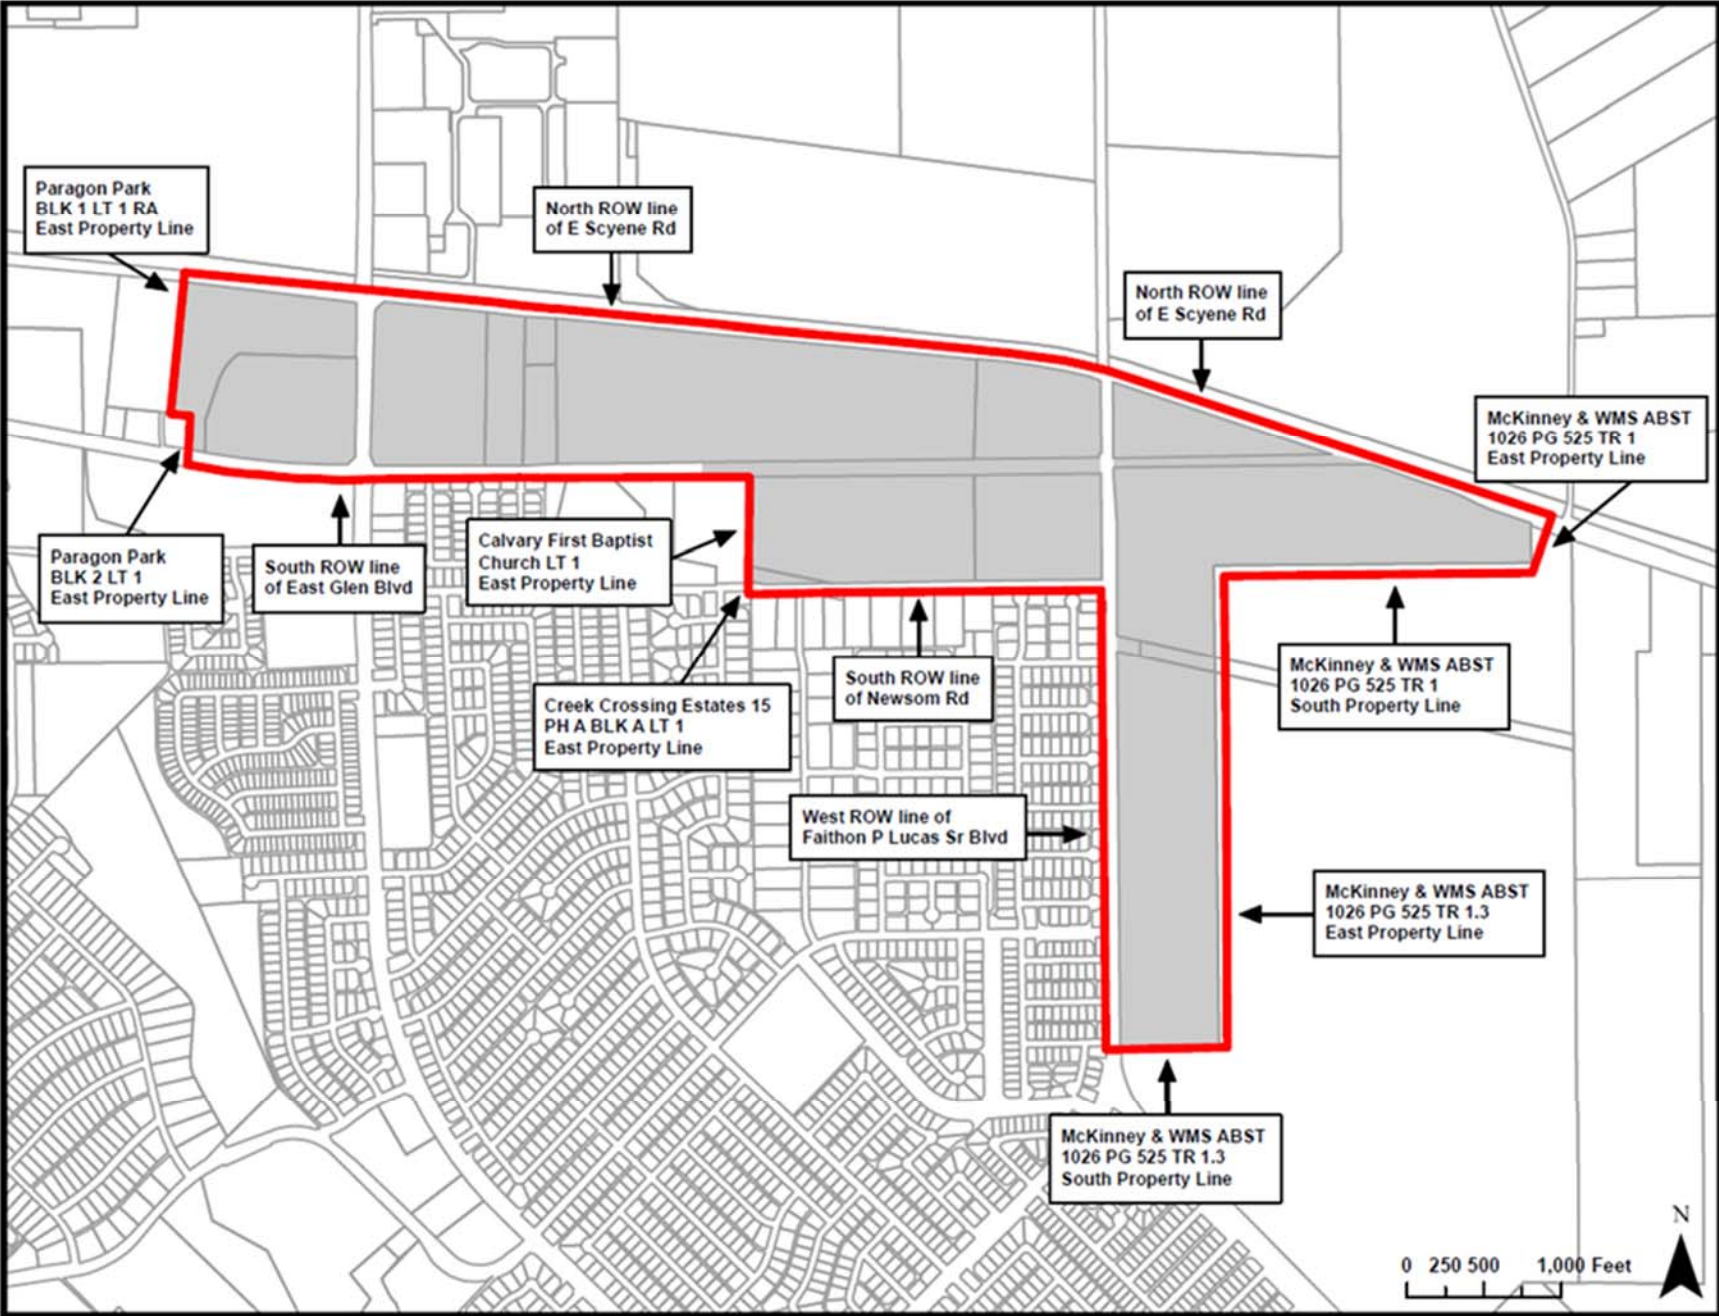 Paragon Park
BLK 1 LT 1 RA
East Property Line
North ROW line
of E Scyene Rd
North ROW line
of E Scyene Rd
McKinney & WMS ABST
1026 PG 525 TR 1
East Property Line
Paragon Park
BLK 2 LT 1
East Property Line
South ROW line
of East Glen Blvd
Calvary First Baptist
Church LT 1
East Property Line
Creek Crossing Estates 15
PH A BLK A LT 1
East Property Line
South ROW line
of Newsom Rd
McKinney & WMS ABST
1026 PG 525 TR 1
South Property Line
West ROW line of
Faithon P Lucas Sr Blvd
McKinney & WMS ABST
1026 PG 525 TR 1.3
East Property Line
McKinney & WMS ABST
1026 PG 525 TR 1.3
South Property Line
N
0 250 500 1,000 Feet